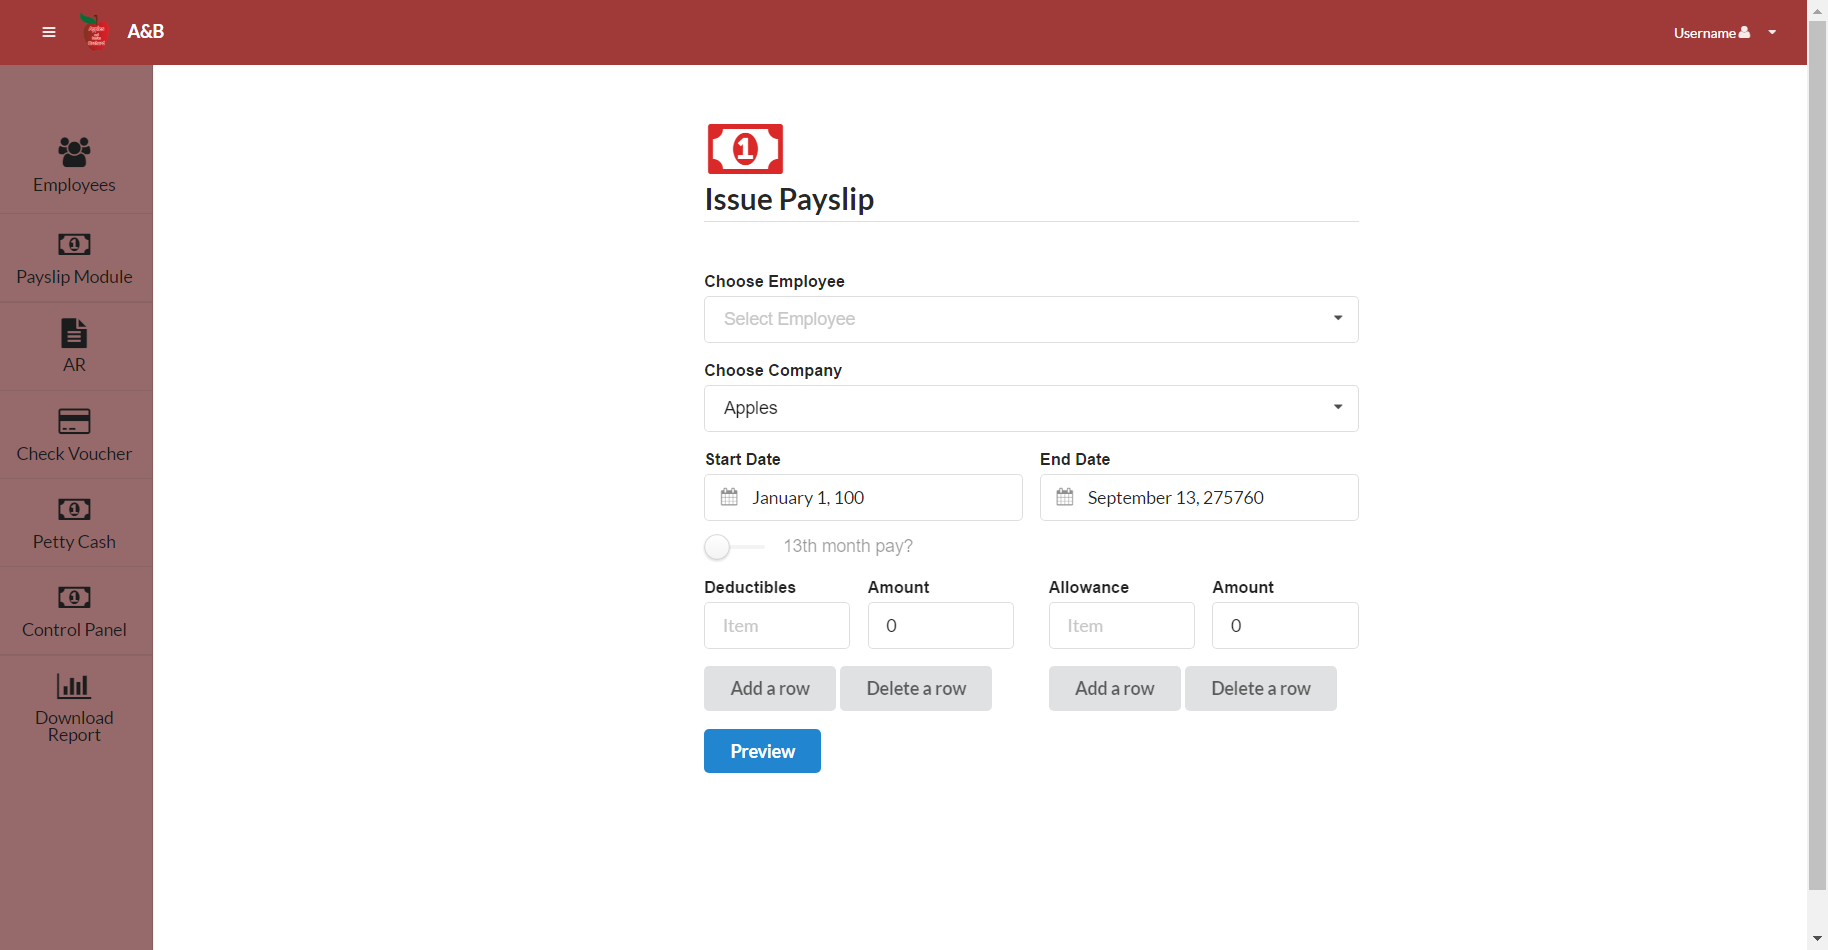 A&B
Username
Employees
Payslip Module
AR
Check Voucher
Petty Cash
Control Panel
Download
Report
1
Issue Payslip
Choose Employee
Select Employee
Choose Company
Apples
Start Date
End Date
January 1, 100
September 13, 275760
13th month pay?
Deductibles
Amount
Allowance
Amount
Item
0
Item
0
Add a row
Delete a row
Add a row
Delete a row
Preview